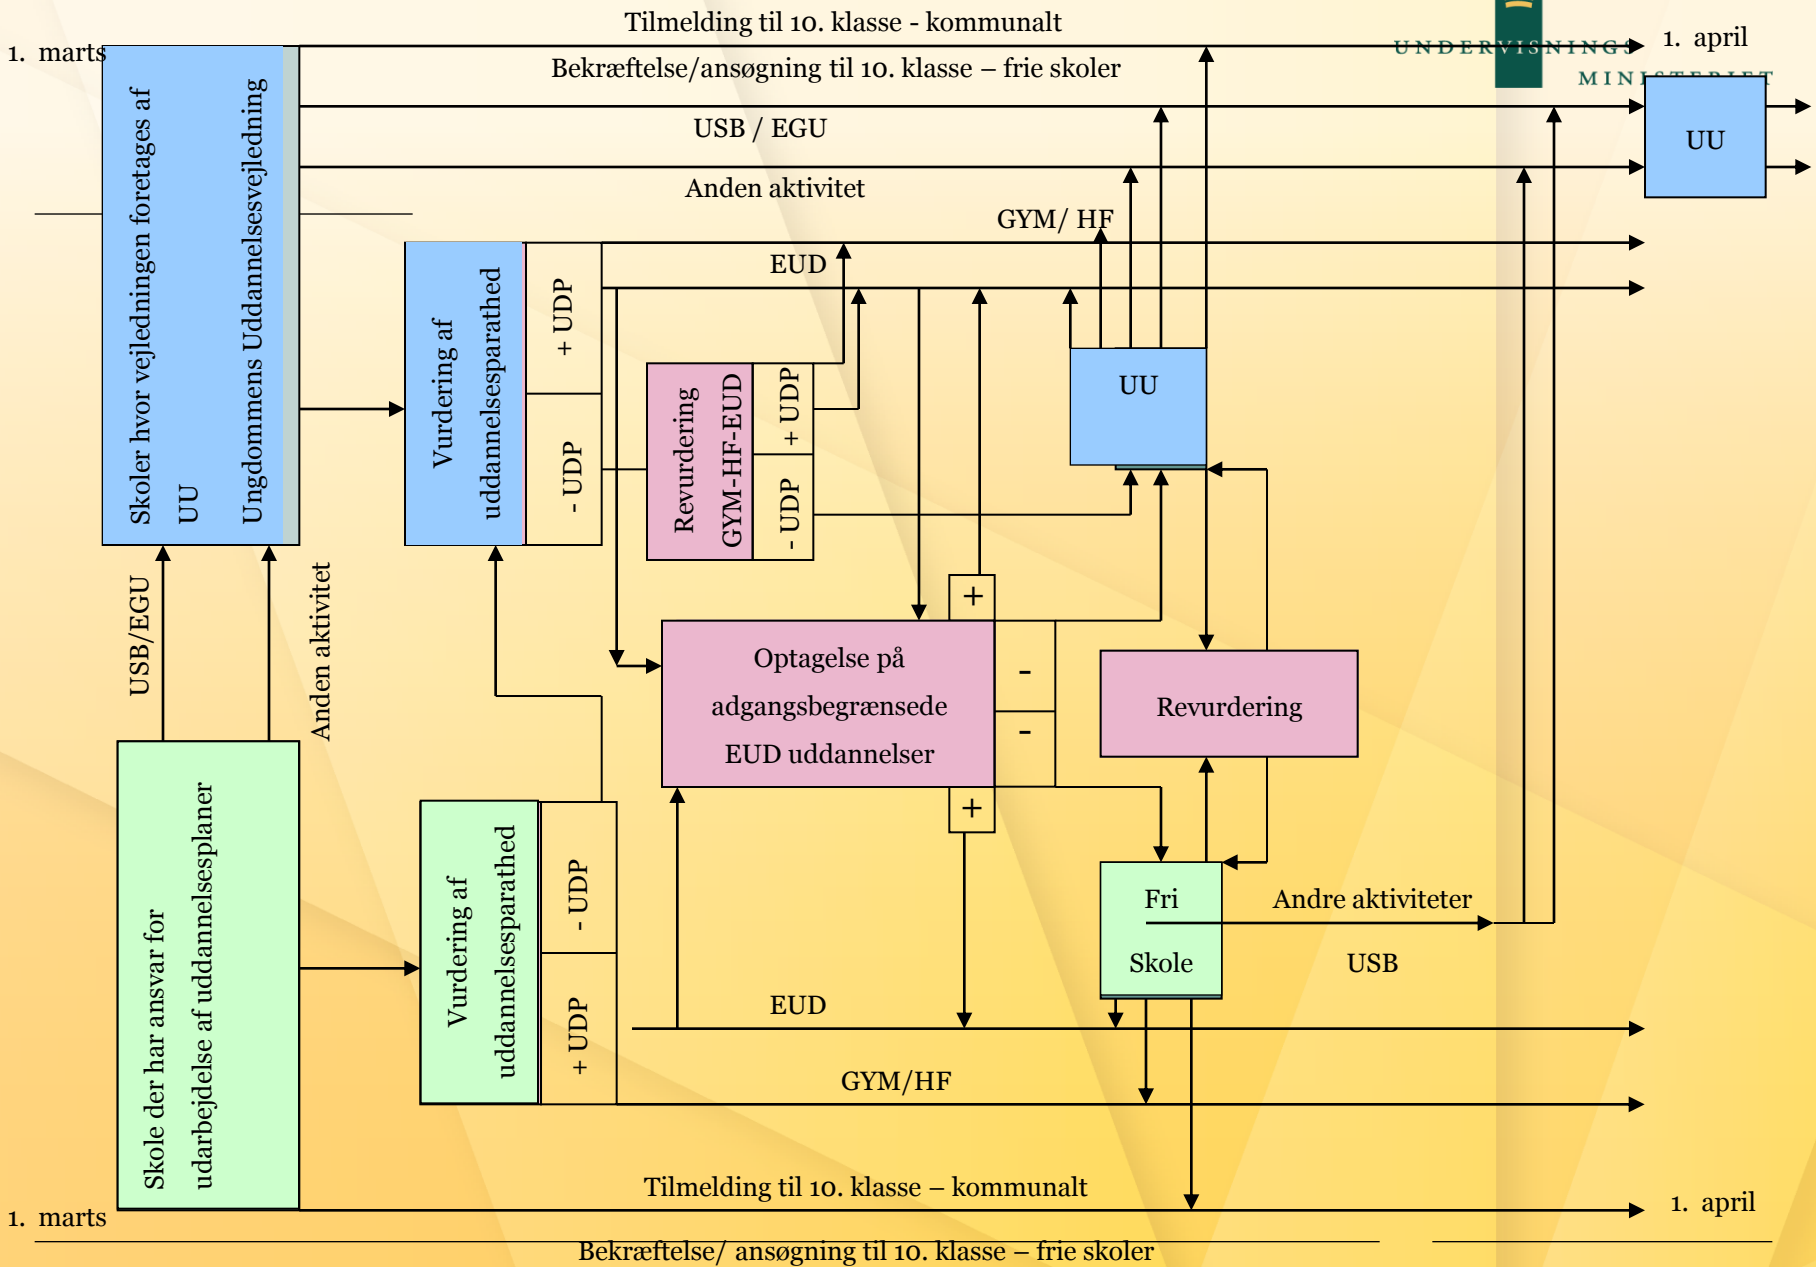 Tilmelding til 10. klasse - kommunalt
1. marts
UNDERVISNINGS
MINISTERIET
1. april
Bekræftelse/ansøgning til 10. klasse – frie skoler
USB / EGU
UU
Anden aktivitet
GYM/ HF
EUD
Skoler hvor vejledningen foretages af
UU
Ungdommens Uddannelsesvejledning
Vurdering af
uddannelsesparathed
+ UDP
- UDP
Revurdering
GYM-HF-EUD
+ UDP
- UDP
UU
USB/EGU
Anden aktivitet
+
Optagelse på
adgangsbegrænsede
EUD uddannelser
-
-
+
Revurdering
Skole der har ansvar for
udarbejdelse af uddannelsesplaner
Vurdering af
uddannelsesparathed
- UDP
+ UDP
Fri
Skole
Andre aktiviteter
USB
EUD
GYM/HF
Tilmelding til 10. klasse – kommunalt
1. marts
1. april
Bekræftelse/ ansøgning til 10. klasse – frie skoler